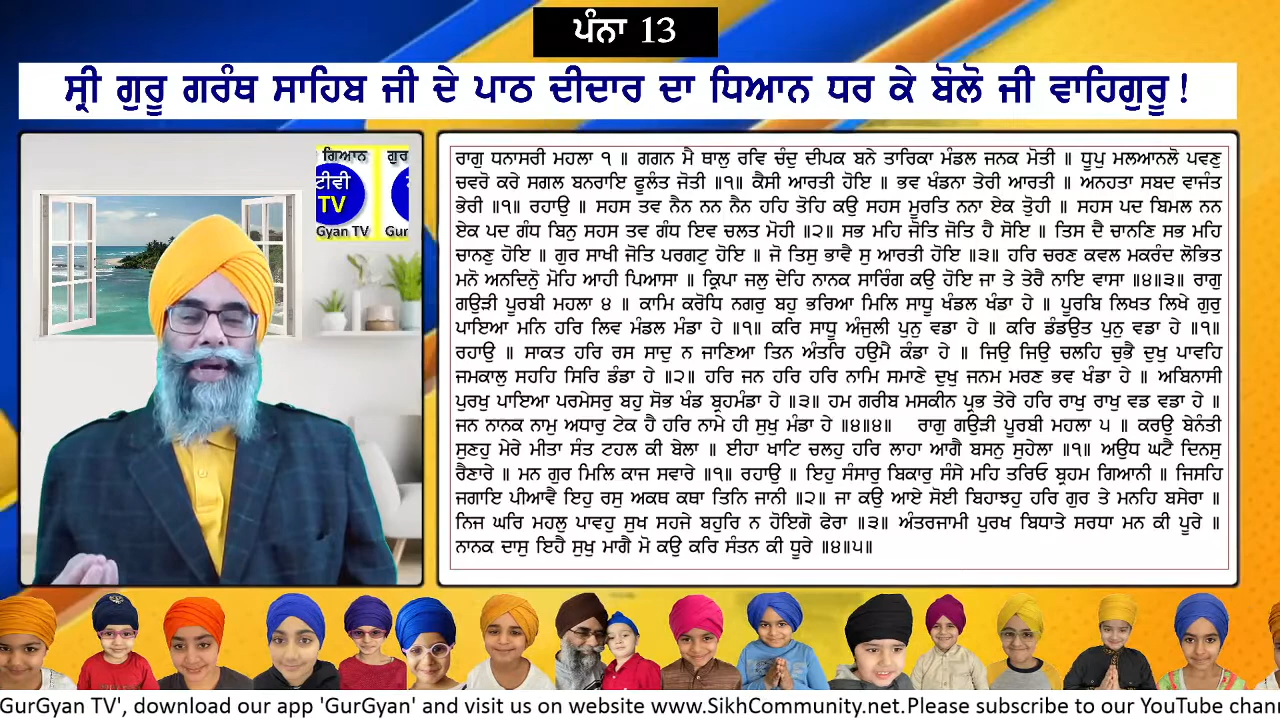 ਪੰਨਾ 13
ਸ੍ਰੀ ਗੁਰੂ ਗਰੰਥ ਸਾਹਿਬ ਜੀ ਦੇ ਪਾਠ ਦੀਦਾਰ ਦਾ ਧਿਆਨ ਧਰ ਕੇ ਬੋਲੋ ਜੀ ਵਾਹਿਗੁਰੂ!
ਗਿਆਨ ਗੁਰ
ਟੀਵੀ
TV
Gyan TV Gur
ਰਾਗੁ ਧਨਾਸਰੀ ਮਹਲਾ ੧ ॥ ਗਗਨ ਮੈ ਥਾਲੁ ਰਵਿ ਚੰਦੁ ਦੀਪਕ ਬਨੇ ਤਾਰਿਕਾ ਮੰਡਲ ਜਨਕ ਮੋਤੀ ॥ ਧੂਪੁ ਮਲਆਨਲੋ ਪਵਣੁ
ਚਵਰੋ ਕਰੇ ਸਗਲ ਬਨਰਾਇ ਫੂਲੰਤ ਜੋਤੀ ॥੧॥ ਕੈਸੀ ਆਰਤੀ ਹੋਇ ॥ ਭਵ ਖੰਡਨਾ ਤੇਰੀ ਆਰਤੀ ॥ ਅਨਹਤਾ ਸਬਦ ਵਾਜੰਤ
ਭੇਰੀ ॥੧॥ ਰਹਾਉ ॥ ਸਹਸ ਤਵ ਨੈਨ ਨਨ ਨੈਨ ਹਹਿ ਤੋਹਿ ਕਉ ਸਹਸ ਮੂਰਤਿ ਨਨਾ ਏਕ ਤੋੁਹੀ ॥ ਸਹਸ ਪਦ ਬਿਮਲ ਨਨ
ਏਕ ਪਦ ਗੰਧ ਬਿਨੁ ਸਹਸ ਤਵ ਗੰਧ ਇਵ ਚਲਤ ਮੋਹੀ ॥੨॥ ਸਭ ਮਹਿ ਜੋਤਿ ਜੋਤਿ ਹੈ ਸੋਇ ॥ ਤਿਸ ਦੈ ਚਾਨਣਿ ਸਭ ਮਹਿ
ਚਾਨਣੁ ਹੋਇ ॥ ਗੁਰ ਸਾਖੀ ਜੋਤਿ ਪਰਗਟੁ ਹੋਇ ॥ ਜੋ ਤਿਸੁ ਭਾਵੈ ਸੁ ਆਰਤੀ ਹੋਇ ॥੩॥ ਹਰਿ ਚਰਣ ਕਵਲ ਮਕਰੰਦ ਲੋਭਿਤ
ਮਨੋ ਅਨਦਿਨੋੁ ਮੋਹਿ ਆਹੀ ਪਿਆਸਾ ॥ ਕ੍ਰਿਪਾ ਜਲੁ ਦੇਹਿ ਨਾਨਕ ਸਾਰਿੰਗ ਕਉ ਹੋਇ ਜਾ ਤੇ ਤੇਰੈ ਨਾਇ ਵਾਸਾ ॥੪॥੩॥ ਰਾਗੁ
ਗਉੜੀ ਪੂਰਬੀ ਮਹਲਾ ੪ ॥ ਕਾਮਿ ਕਰੋਧਿ ਨਗਰੁ ਬਹੁ ਭਰਿਆ ਮਿਲਿ ਸਾਧੂ ਖੰਡਲ ਖੰਡਾ ਹੇ ॥ ਪੂਰਬਿ ਲਿਖਤ ਲਿਖੇ ਗੁਰੁ
ਪਾਇਆ ਮਨਿ ਹਰਿ ਲਿਵ ਮੰਡਲ ਮੰਡਾ ਹੇ ॥੧॥ ਕਰਿ ਸਾਧੂ ਅੰਜੁਲੀ ਪੁਨੁ ਵਡਾ ਹੇ ॥ ਕਰਿ ਡੰਡਉਤ ਪੁਨੁ ਵਡਾ ਹੇ ॥੧॥
ਰਹਾਉ ॥ ਸਾਕਤ ਹਰਿ ਰਸ ਸਾਦੁ ਨ ਜਾਣਿਆ ਤਿਨ ਅੰਤਰਿ ਹਉਮੈ ਕੰਡਾ ਹੇ ॥ ਜਿਉ ਜਿਉ ਚਲਹਿ ਚੁਭੈ ਦੁਖੁ ਪਾਵਹਿ
ਜਮਕਾਲੁ ਸਹਹਿ ਸਿਰਿ ਡੰਡਾ ਹੇ ॥੨॥ ਹਰਿ ਜਨ ਹਰਿ ਹਰਿ ਨਾਮਿ ਸਮਾਣੇ ਦੁਖੁ ਜਨਮ ਮਰਣ ਭਵ ਖੰਡਾ ਹੇ ॥ ਅਬਿਨਾਸੀ
ਪੁਰਖੁ ਪਾਇਆ ਪਰਮੇਸਰੁ ਬਹੁ ਸੋਭ ਖੰਡ ਬ੍ਰਹਮੰਡਾ ਹੇ ॥੩॥ ਹਮ ਗਰੀਬ ਮਸਕੀਨ ਪ੍ਰਭ ਤੇਰੇ ਹਰਿ ਰਾਖੁ ਰਾਖੁ ਵਡ ਵਡਾ ਹੇ ॥
ਜਨ ਨਾਨਕ ਨਾਮੁ ਅਧਾਰੁ ਟੇਕ ਹੈ ਹਰਿ ਨਾਮੇ ਹੀ ਸੁਖੁ ਮੰਡਾ ਹੇ ॥੪॥੪॥ ਰਾਗੁ ਗਉੜੀ ਪੂਰਬੀ ਮਹਲਾ ੫ ॥ ਕਰਉ ਬੇਨੰਤੀ
ਸੁਣਹੁ ਮੇਰੇ ਮੀਤਾ ਸੰਤ ਟਹਲ ਕੀ ਬੇਲਾ ॥ ਈਹਾ ਖਾਟਿ ਚਲਹੁ ਹਰਿ ਲਾਹਾ ਆਗੈ ਬਸਨੁ ਸੁਹੇਲਾ ॥੧॥ ਅਉਧ ਘਟੈ ਦਿਨਸੁ
ਰੈਣਾਰੇ ॥ ਮਨ ਗੁਰ ਮਿਲਿ ਕਾਜ ਸਵਾਰੇ ॥੧॥ ਰਹਾਉ ॥ ਇਹੁ ਸੰਸਾਰੁ ਬਿਕਾਰੁ ਸੰਸੇ ਮਹਿ ਤਰਿਓ ਬ੍ਰਹਮ ਗਿਆਨੀ ॥ ਜਿਸਹਿ
ਜਗਾਇ ਪੀਆਵੈ ਇਹੁ ਰਸੁ ਅਕਥ ਕਥਾ ਤਿਨਿ ਜਾਨੀ ॥੨॥ ਜਾ ਕਉ ਆਏ ਸੋਈ ਬਿਹਾਝਹੁ ਹਰਿ ਗੁਰ ਤੇ ਮਨਹਿ ਬਸੇਰਾ ॥
ਨਿਜ ਘਰਿ ਮਹਲੁ ਪਾਵਹੁ ਸੁਖ ਸਹਜੇ ਬਹੁਰਿ ਨ ਹੋਇਗੋ ਫੇਰਾ ॥੩॥ ਅੰਤਰਜਾਮੀ ਪੁਰਖ ਬਿਧਾਤੇ ਸਰਧਾ ਮਨ ਕੀ ਪੂਰੇ ॥
ਨਾਨਕ ਦਾਸੁ ਇਹੈ ਸੁਖੁ ਮਾਗੈ ਮੋ ਕਉ ਕਰਿ ਸੰਤਨ ਕੀ ਧੂਰੇ ॥੪॥੫॥
GurGyan TV', download our app 'GurGyan' and visit us on website www.SikhCommunity.net.Please subscribe to our YouTube chan